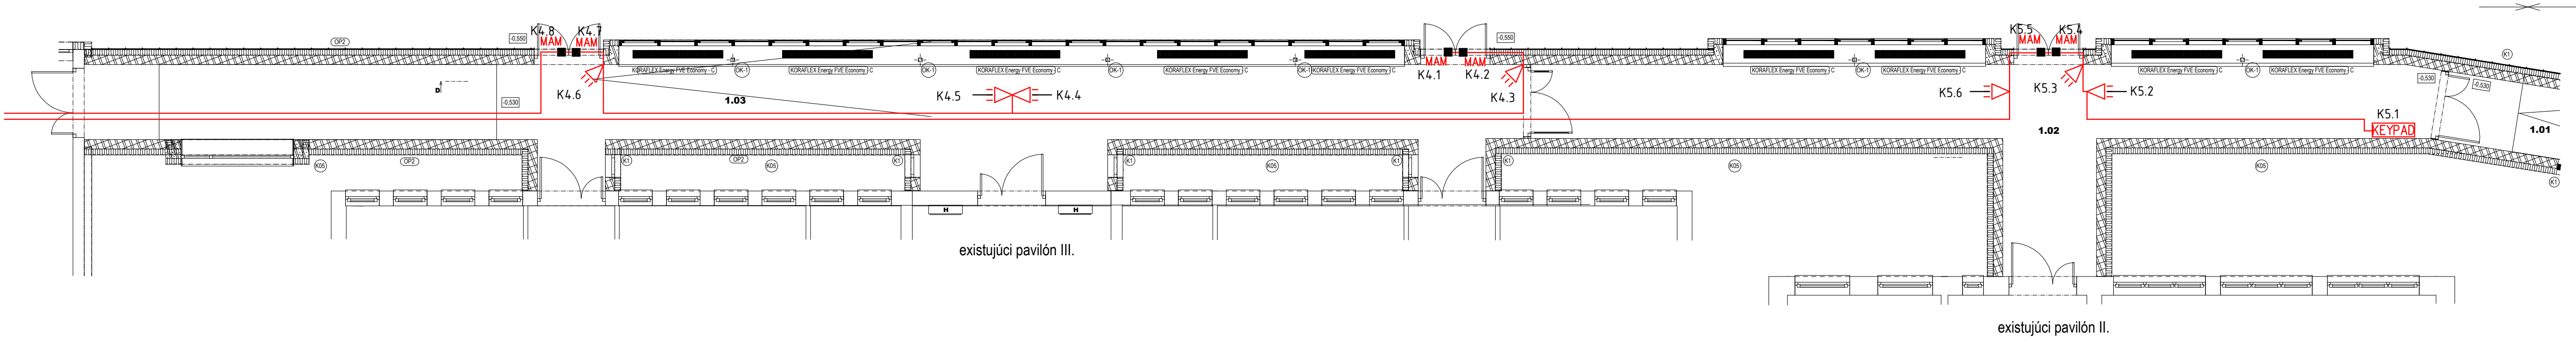 K4.8 K4.7 K5.5 K5.4
MAM MAM MAM MAM
OP2 -0,550 -0,550 K1
MAM MAM
K4.1 K4.2
KORAFLEX Energy FVE Economy - C OK-1 KORAFLEX Energy FVE Economy - C OK-1 KORAFLEX Energy FVE Economy - C OK-1 KORAFLEX Energy FVE Economy - C OK-1 KORAFLEX Energy FVE Economy - C KORAFLEX Energy FVE Economy - C OK-1 KORAFLEX Energy FVE Economy - C KORAFLEX Energy FVE Economy - C OK-1 KORAFLEX Energy FVE Economy - C
-0,530 -0,530
D K4.6 K4.5 K4.4 K4.3 K5.6 K5.3 K5.2
-0,530 1.03
K5.1
KEYPAD
1.02 1.01
K05 OP2 K1 OP2 K05 K1 K1 K05 K1 K1 K05 K05 K1
H H
existujúci pavilón III.
existujúci pavilón II.